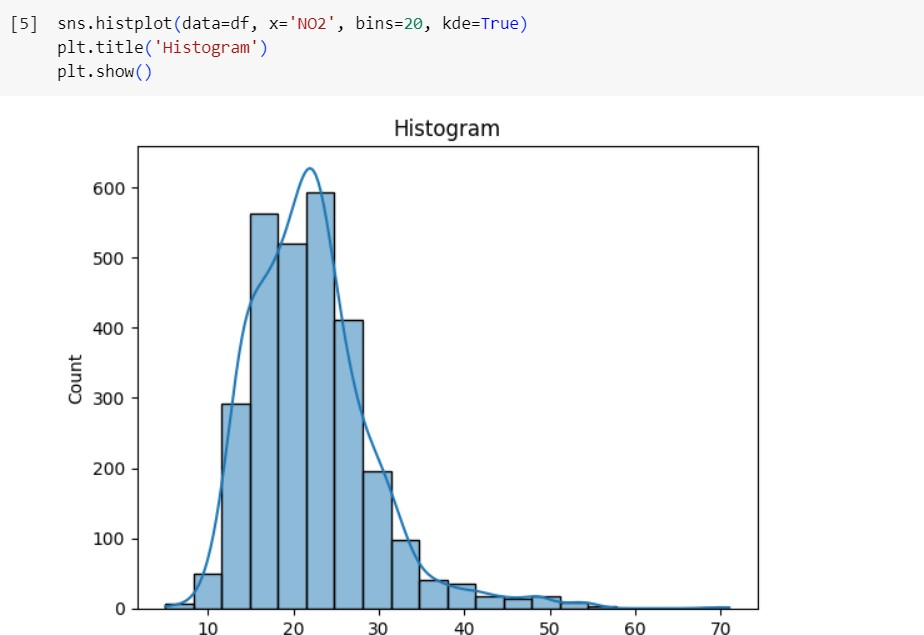 [5] sns.histplot(data=df, x='NO2', bins=20, kde=True)
plt.title('Histogram')
plt.show()
Histogram
600
500
400
300
200
100
0
Count
10 20 30 40 50 60 70